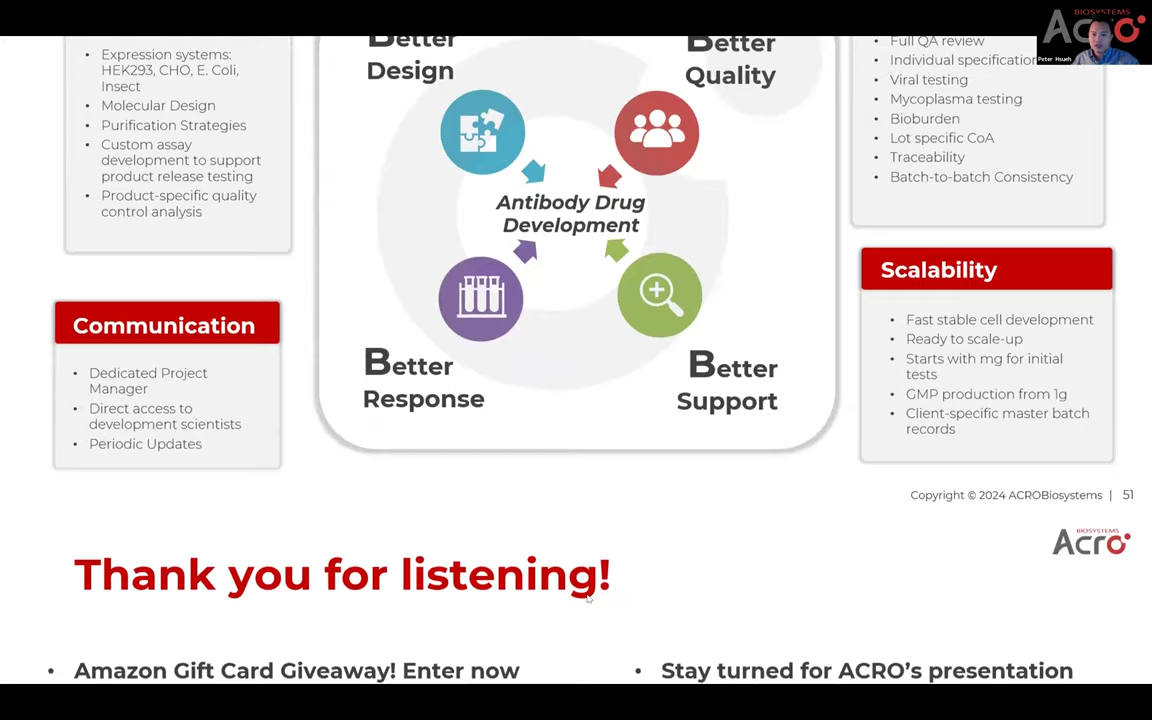 BIOSYSTEMS
Acro
Peter Hsueh
Expression systems:
HEK293, CHO, E. Coli,
Insect
Molecular Design
Purification Strategies
Custom assay
development to support
product release testing
Product-specific quality
control analysis
Communication
Dedicated Project
Manager
Direct access to
development scientists
Periodic Updates
Better
Design
Better
Quality
Antibody Drug
Development
Better
Response
Better
Support
Full QA review
Individual specification
Viral testing
Mycoplasma testing
Bioburden
Lot specific CoA
Traceability
Batch-to-batch Consistency
Scalability
Fast stable cell development
Ready to scale-up
Starts with mg for initial
tests
GMP production from 1g
Client-specific master batch
records
Copyright © 2024 ACROBiosystems | 51
BIOSYSTEMS
Acro
Thank you for listening!
• Amazon Gift Card Giveaway! Enter now
• Stay turned for ACRO’s presentation